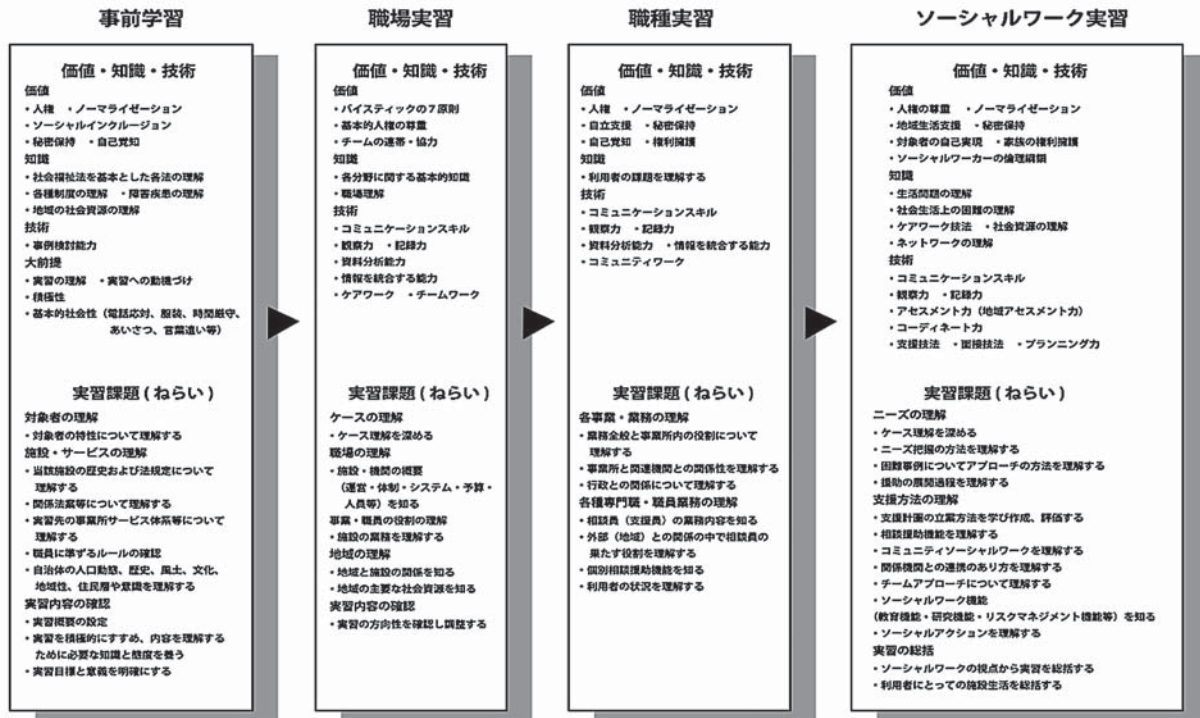 事前学習
価値・知識・技術
価値
・人権　・ノーマライゼーション
・ソーシャルインクルージョン
・秘密保持　・自己覚知
知識
・社会福祉法を基本とした各法の理解
・各種制度の理解　・障害疾患の理解
・地域の社会資源の理解
技術
・事例検討能力
大前提
・実習の理解　・実習への動機づけ
・積極性
・基本的社会性（電話応対、服装、時間厳守、
あいさつ、言葉遣い等）
実習課題（ねらい）
対象者の理解
・対象者の特性について理解する
施設・サービスの理解
・当該施設の歴史および法規定について
理解する
・関係法案等について理解する
・実習先の事業所サービス体系等について
理解する
・職員に準ずるルールの確認
・自治体の人口動態、歴史、風土、文化、
地域性、住民層や意識を理解する
実習内容の確認
・実習概要の設定
・実習を積極的にすすめ、内容を理解する
ために必要な知識と態度を養う
・実習目標と意義を明確にする
職場実習
価値・知識・技術
価値
・バイスティックの７原則
・基本的人権の尊重
・チームの連帯・協力
知識
・各分野に関する基本的知識
・職場理解
技術
・コミュニケーションスキル
・観察力　・記録力
・資料分析能力
・情報を統合する能力
・ケアワーク　・チームワーク
実習課題（ねらい）
ケースの理解
・ケース理解を深める
職場の理解
・施設・機関の概要
（運営・体制・システム・予算・
人員等）を知る
事業・職員の役割の理解
・施設の業務を理解する
地域の理解
・地域と施設の関係を知る
・地域の主要な社会資源を知る
実習内容の確認
・実習の方向性を確認し調整する
職種実習
価値・知識・技術
価値
・人権　・ノーマライゼーション
・自立支援　・秘密保持
・自己覚知　・権利擁護
知識
・利用者の課題を理解する
技術
・コミュニケーションスキル
・観察力　・記録力
・資料分析能力　・情報を統合する能力
・コミュニティワーク
実習課題（ねらい）
各事業・業務の理解
・業務全般と事業所内の役割について
理解する
・事業所と関連機関との関係性を理解する
・行政との関係について理解する
各種専門職・職員業務の理解
・相談員（支援員）の業務内容を知る
・外部（地域）との関係の中で相談員の
果たす役割を理解する
・個別相談援助機能を知る
・利用者の状況を理解する
ソーシャルワーク実習
価値・知識・技術
価値
・人権の尊重　・ノーマライゼーション
・地域生活支援　・秘密保持
・対象者の自己実現　・家族の権利擁護
・ソーシャルワーカーの倫理綱領
知識
・生活問題の理解
・社会生活上の困難の理解
・ケアワーク技法　・社会資源の理解
・ネットワークの理解
技術
・コミュニケーションスキル
・観察力　・記録力
・アセスメント力（地域アセスメント力）
・コーディネート力
・支援技法　・面接技法　・プランニング力
実習課題（ねらい）
ニーズの理解
・ケース理解を深める
・ニーズ把握の方法を理解する
・困難事例についてアプローチの方法を理解する
・援助の展開過程を理解する
支援方法の理解
・支援計画の立案方法を学び作成、評価する
・相談援助機能を理解する
・コミュニティソーシャルワークを理解する
・関係機関との連携のあり方を理解する
・チームアプローチについて理解する
・ソーシャルワーク機能
（教育機能・研究機能・リスクマネジメント機能等）を知る
・ソーシャルアクションを理解する
実習の総括
・ソーシャルワークの視点から実習を総括する
・利用者にとっての施設生活を総括する